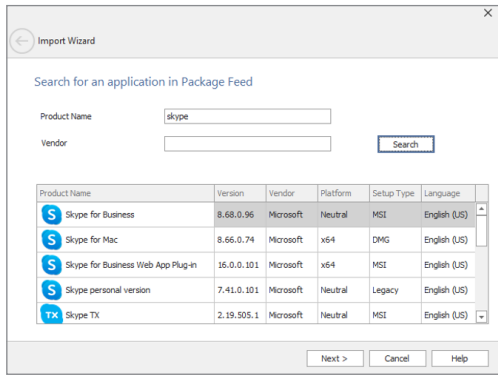 Import Wizard
Search for an application in Package Feed
Product Name skype
Vendor Search
Product Name Version Vendor Platform Setup Type Language
S Skype for Business 8.68.0.96 Microsoft Neutral MSI English (US)
S Skype for Mac 8.66.0.74 Microsoft x64 DMG English (US)
S Skype for Business Web App Plug-in 16.0.0.101 Microsoft x64 MSI English (US)
S Skype personal version 7.41.0.101 Microsoft Neutral Legacy English (US)
TX Skype TX 2.19.505.1 Microsoft Neutral MSI English (US)
Next > Cancel Help